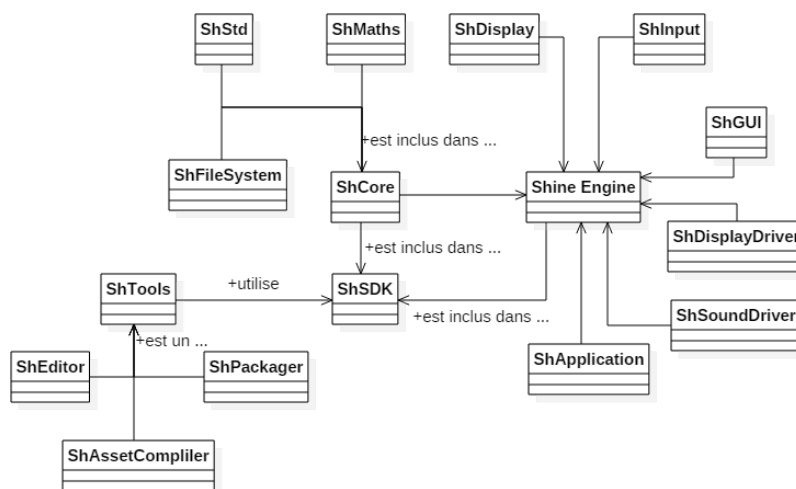 ShStd
ShMaths
ShDisplay
ShInput
ShGUI
+est inclus dans ...
ShFileSystem
ShCore
Shine Engine
ShDisplayDriver
+est inclus dans ...
ShTools
+utilise
ShSDK
+est inclus dans ...
ShSoundDriver
+est un ...
ShEditor
ShPackager
ShApplication
ShAssetCompliler